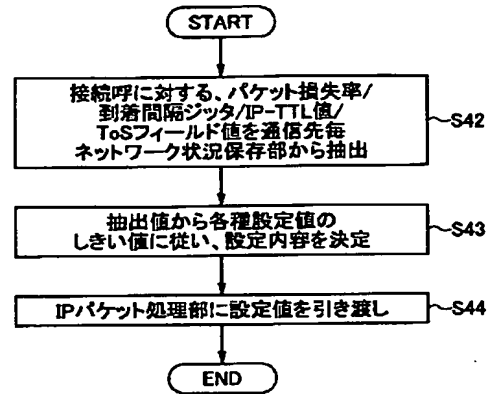 START
接続呼に対する、パケット損失率/
到着間隔ジッタ/IP-TTL値/
ToSフィールド値を通信先毎
ネットワーク状況保存部から抽出
S42
抽出値から各種設定値の
しきい値に従い、設定内容を決定
S43
IPパケット処理部に設定値を引き渡し
S44
END